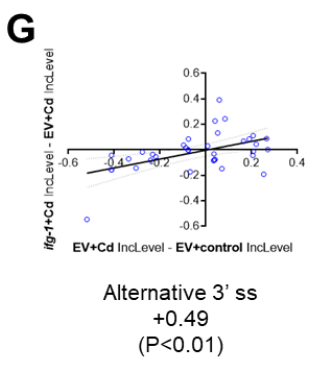 G
ifg-1+Cd IncLevel - EV+Cd IncLevel
0.6
0.4
0.2
-0.6 -0.4 -0.2 0.2 0.4
-0.2
-0.4
-0.6
EV+Cd IncLevel - EV+control IncLevel
Alternative 3’ ss
+0.49
(P<0.01)